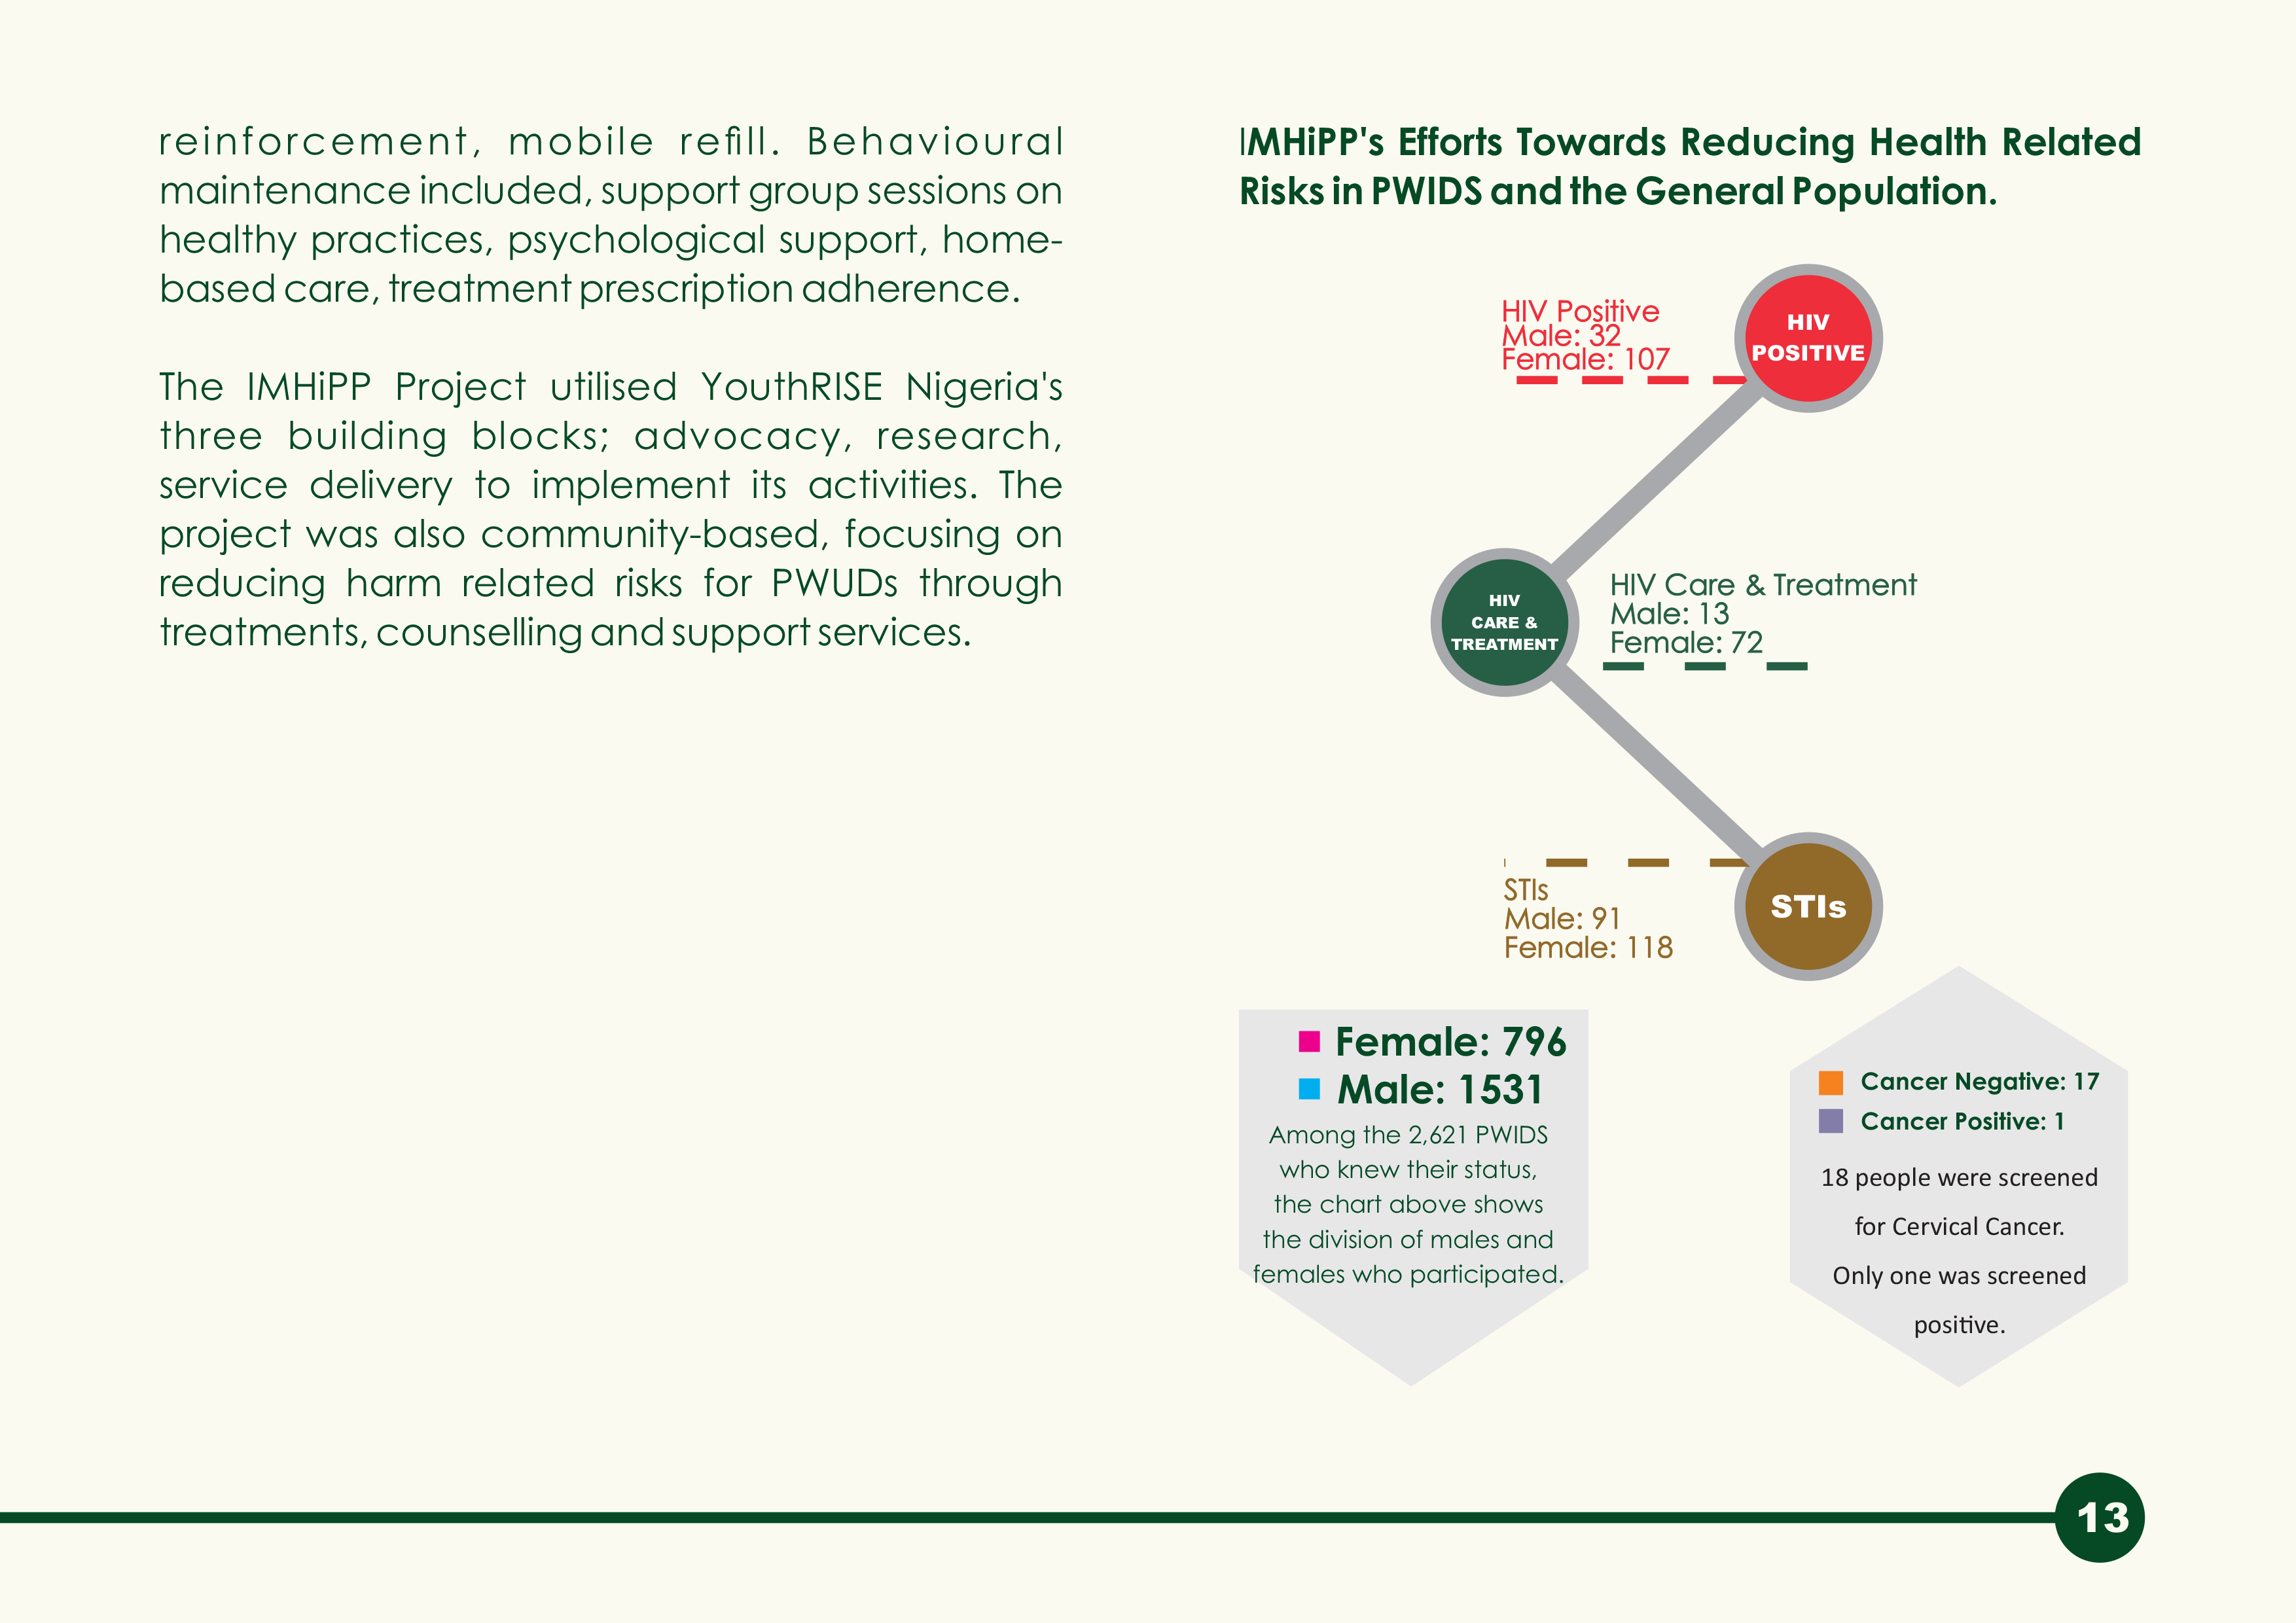 reinforcement, mobile refill. Behavioural
maintenance included, support group sessions on
healthy practices, psychological support, home-
based care, treatment prescription adherence.
The IMHiPP Project utilised YouthRISE Nigeria's
three building blocks; advocacy, research,
service delivery to implement its activities. The
project was also community-based, focusing on
reducing harm related risks for PWUDs through
treatments, counselling and support services.
IMHiPP's Efforts Towards Reducing Health Related
Risks in PWIDS and the General Population.
HIV Positive
Male: 32
Female: 107
HIV
POSITIVE
HIV
CARE &
TREATMENT
HIV Care & Treatment
Male: 13
Female: 72
STIs
Male: 91
Female: 118
STIs
Female: 796
Male: 1531
Among the 2,621 PWIDS
who knew their status,
the chart above shows
the division of males and
females who participated.
Cancer Negative: 17
Cancer Positive: 1
18 people were screened
for Cervical Cancer.
Only one was screened
positive.
13